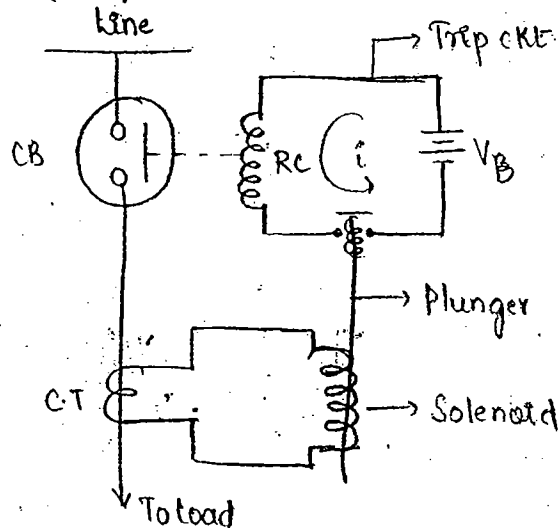 Line
Trip ckt
CB
RC
i
VB
Plunger
C.T
Solenoid
To load